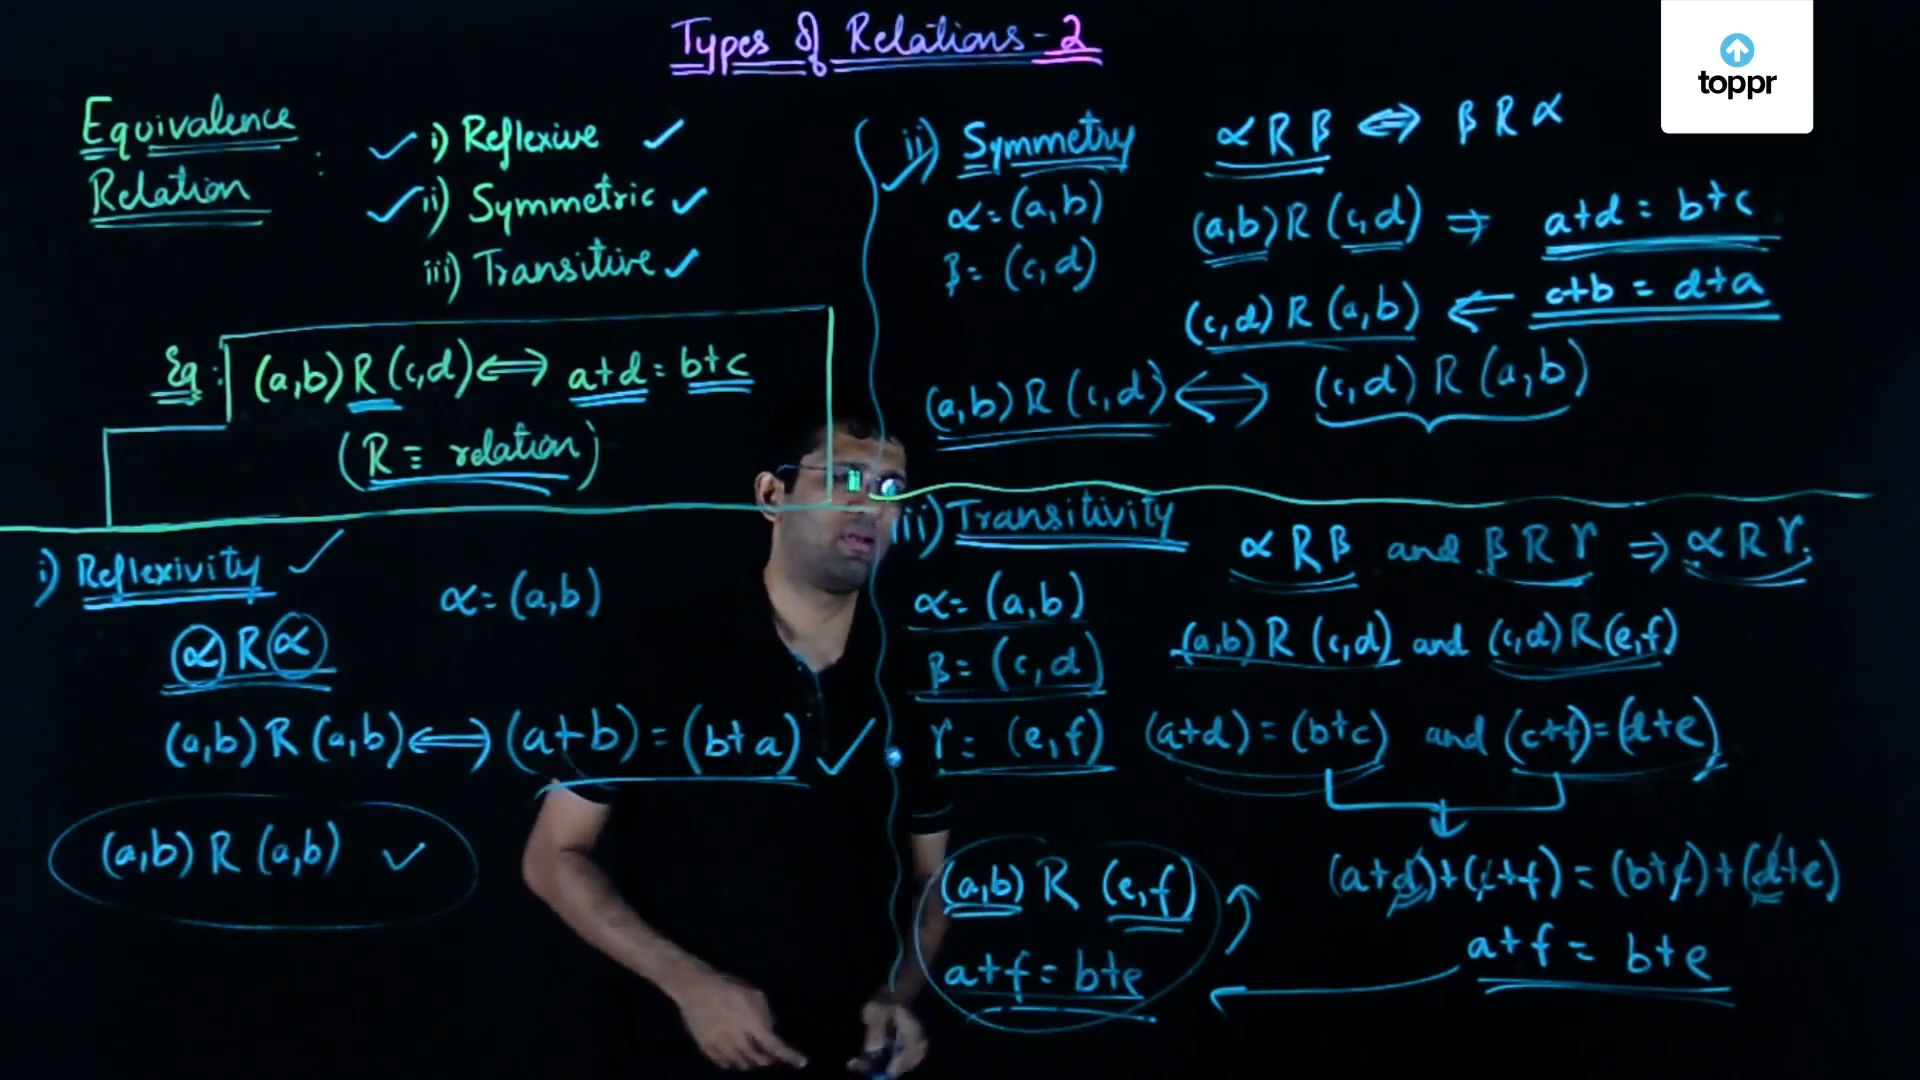 Types of Relations - 2
toppr
Equivalence Relation :
i) Reflexive
ii) Symmetric
iii) Transitive
Eg: (a,b) R (c,d) ⇔ a+d = b+c
(R ≡ relation)
i) Reflexivity
α = (a,b)
α R α
(a,b) R (a,b) ⇔ (a+b) = (b+a) ✓
(a,b) R (a,b) ✓
ii) Symmetry α R β ⇔ β R α
α = (a,b)
β = (c,d)
(a,b) R (c,d) ⇒ a+d = b+c
(c,d) R (a,b) ⇐ c+b = d+a
(a,b) R (c,d) ⇔ (c,d) R (a,b)
ii) Transitivity α R β and β R γ ⇒ α R γ.
α = (a,b)
β = (c,d)
γ = (e,f)
(a,b) R (c,d) and (c,d) R (e,f)
(a+d) = (b+c) and (c+f) = (d+e)
(a+d)+(c+f) = (b+c)+(d+e)
a+f = b+e
(a,b) R (e,f)
a+f = b+e